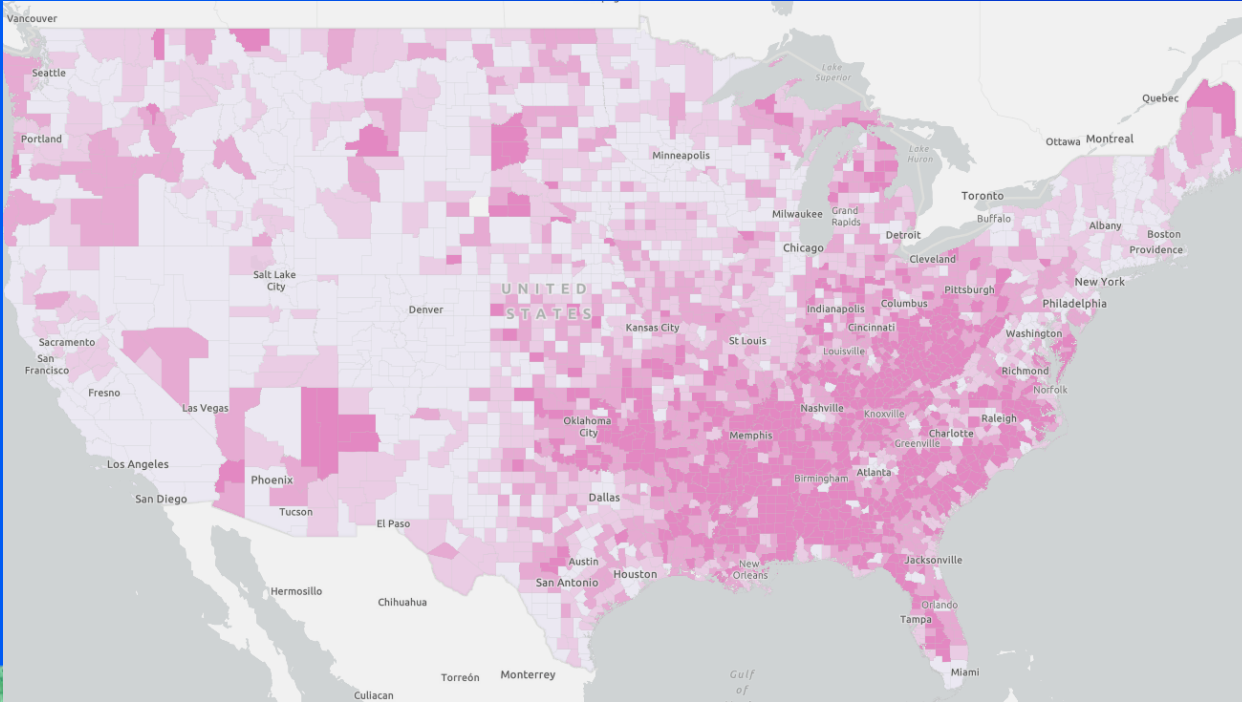 Vancouver
Seattle
Portland
Lake
Superior
Quebec
Ottawa
Montreal
Minneapolis
Lake
Huron
Toronto
Milwaukee
Grand
Rapids
Buffalo
Albany
Detroit
Boston
Chicago
Cleveland
Providence
Salt Lake
City
New York
UNITED
STATES
Pittsburgh
Denver
Indianapolis
Columbus
Philadelphia
Sacramento
Kansas City
St Louis
Cincinnati
Washington
San
Francisco
Louisville
Richmond
Fresno
Las Vegas
Norfolk
Nashville
Knoxville
Raleigh
Oklahoma
City
Memphis
Charlotte
Greenville
Los Angeles
Phoenix
Birmingham
Atlanta
San Diego
Dallas
Tucson
El Paso
Austin
New
Orleans
Jacksonville
San Antonio
Houston
Hermosillo
Chihuahua
Orlando
Tampa
Torreón
Monterrey
Gulf
of
Miami
Culiacan